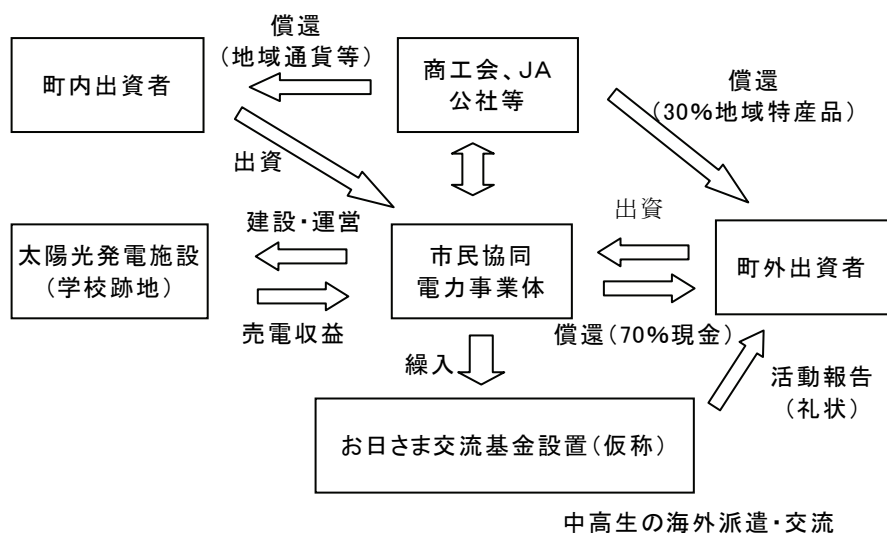 償還
(地域通貨等)
町内出資者
商工会、JA
公社等
償還
(30%地域特産品)
出資
建設・運営
出資
太陽光発電施設
(学校跡地)
市民協同
電力事業体
町外出資者
売電収益
償還(70%現金)
繰入
活動報告
(礼状)
お日さま交流基金設置(仮称)
中高生の海外派遣・交流